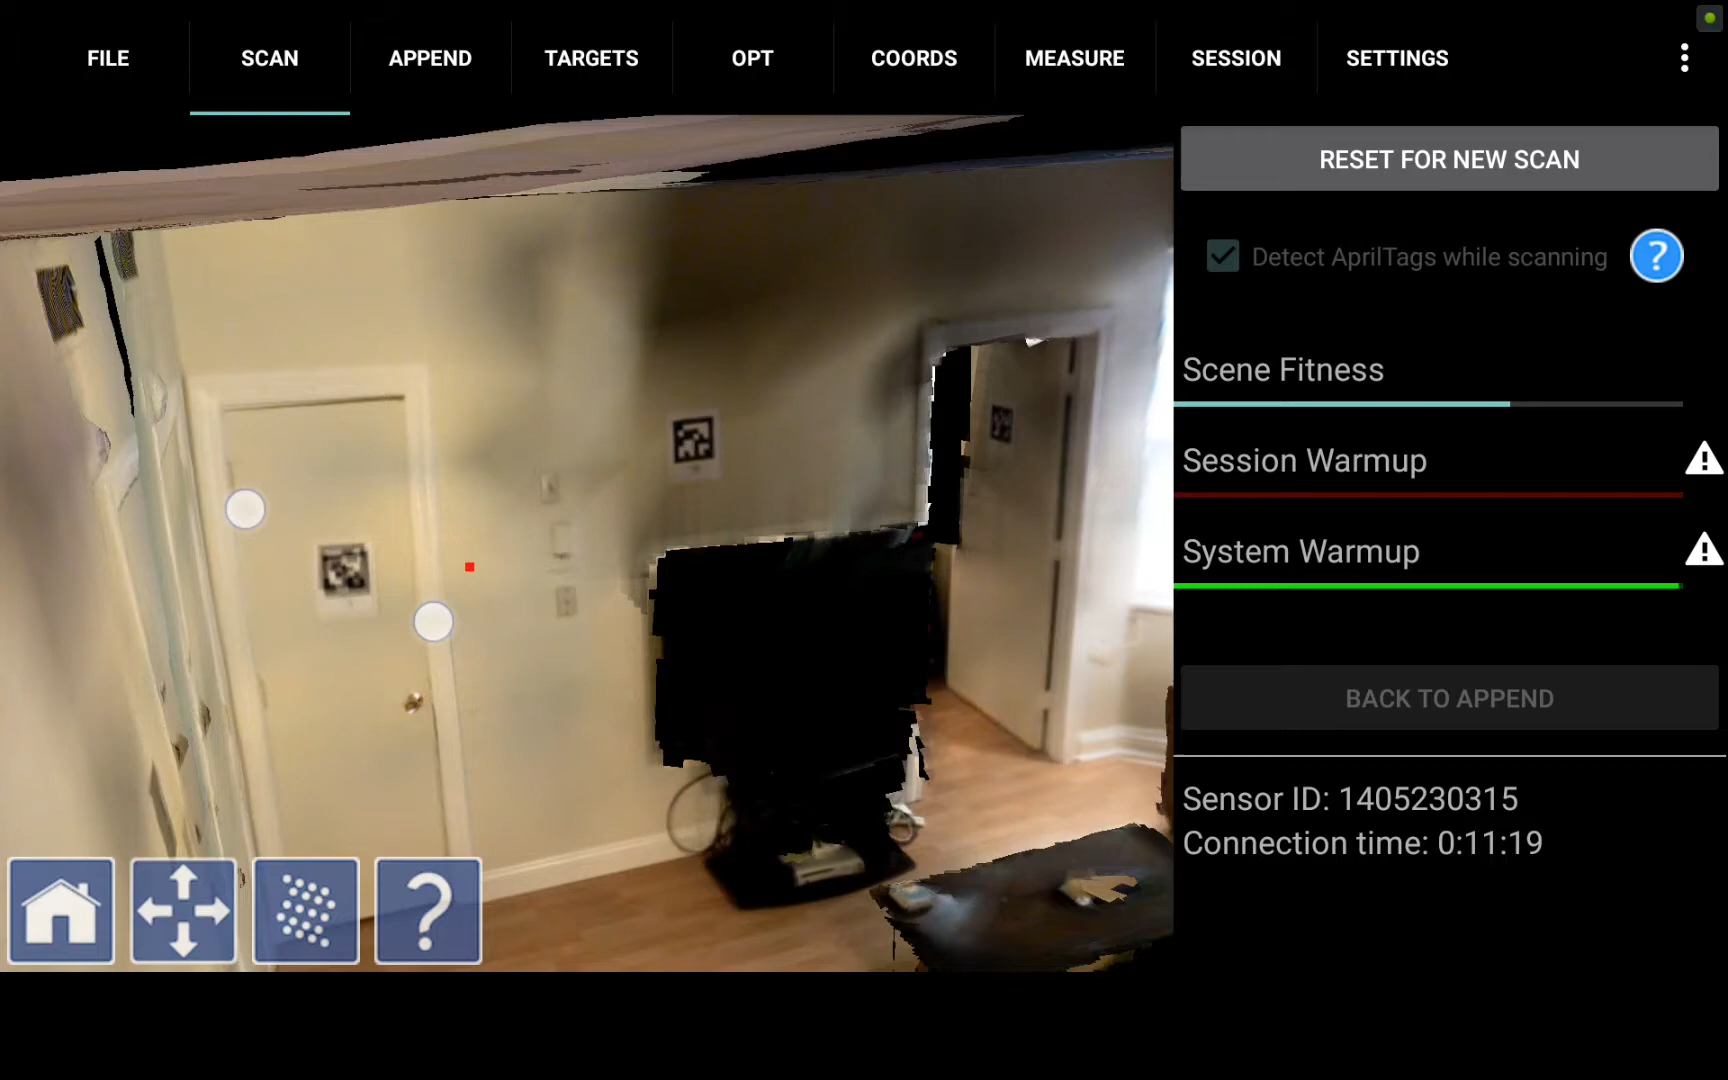 FILE
SCAN
APPEND
TARGETS
OPT
COORDS
MEASURE
SESSION
SETTINGS
RESET FOR NEW SCAN
Detect AprilTags while scanning
?
Scene Fitness
Session Warmup
!
System Warmup
!
BACK TO APPEND
Sensor ID: 1405230315
Connection time: 0:11:19
?